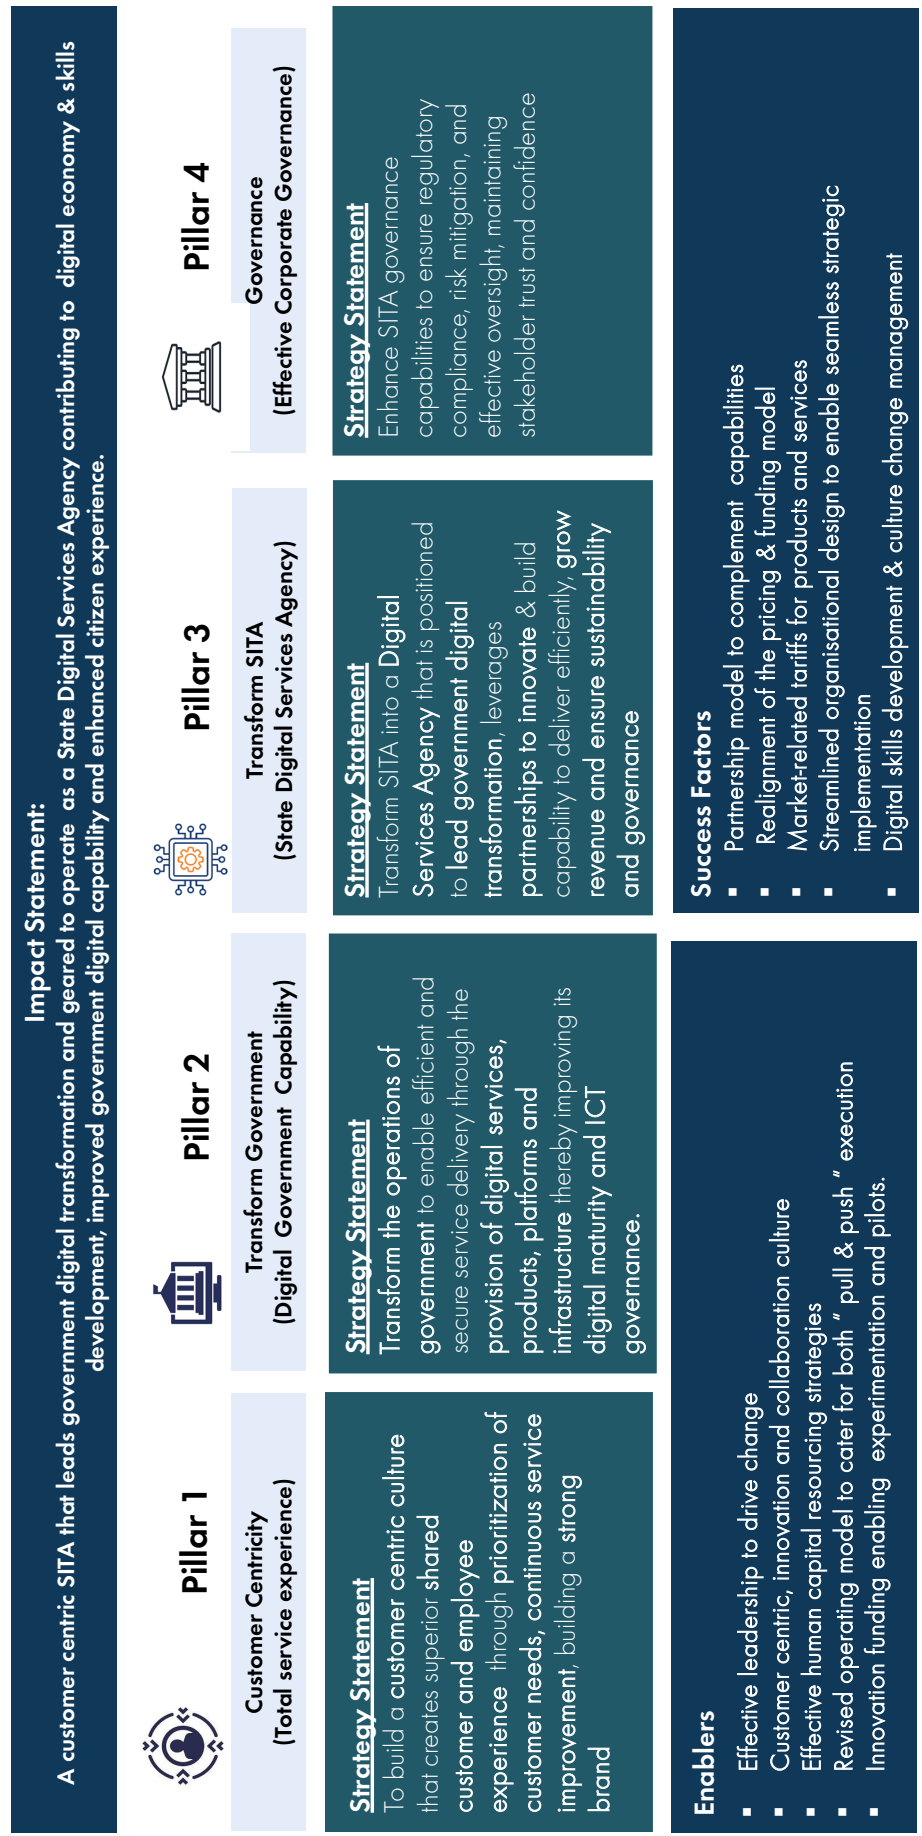 Impact Statement:
A customer centric SITA that leads government digital transformation and geared to operate as a State Digital Services Agency contributing to digital economy & skills
development, improved government digital capability and enhanced citizen experience.
Pillar 1
Customer Centricity
(Total service experience)
Strategy Statement
To build a customer centric culture
that creates superior shared
customer and employee
experience through prioritization of
customer needs, continuous service
improvement, building a strong
brand
Pillar 2
Transform Government
(Digital Government Capability)
Strategy Statement
Transform the operations of
government to enable efficient and
secure service delivery through the
provision of digital services,
products, platforms and
infrastructure thereby improving its
digital maturity and ICT
governance.
Pillar 3
Transform SITA
(State Digital Services Agency)
Strategy Statement
Transform SITA into a Digital
Services Agency that is positioned
to lead government digital
transformation, leverages
partnerships to innovate & build
capability to deliver efficiently, grow
revenue and ensure sustainability
and governance
Pillar 4
Governance
(Effective Corporate Governance)
Strategy Statement
Enhance SITA governance
capabilities to ensure regulatory
compliance, risk mitigation, and
effective oversight, maintaining
stakeholder trust and confidence
Enablers
▪ Effective leadership to drive change
▪ Customer centric, innovation and collaboration culture
▪ Effective human capital resourcing strategies
▪ Revised operating model to cater for both “ pull & push ” execution
▪ Innovation funding enabling experimentation and pilots.
Success Factors
▪ Partnership model to complement capabilities
▪ Realignment of the pricing & funding model
▪ Market-related tariffs for products and services
▪ Streamlined organisational design to enable seamless strategic
implementation
▪ Digital skills development & culture change management